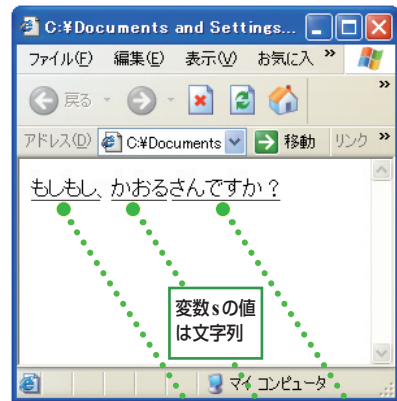 C:¥Documents and Settings...
ファイル(F) 編集(E) 表示(V) お気に入 »
戻る »
アドレス(D) C:¥Documents 移動 リンク »
もしもし、かおるさんですか？
変数sの値
は文字列
マイ コンピュータ